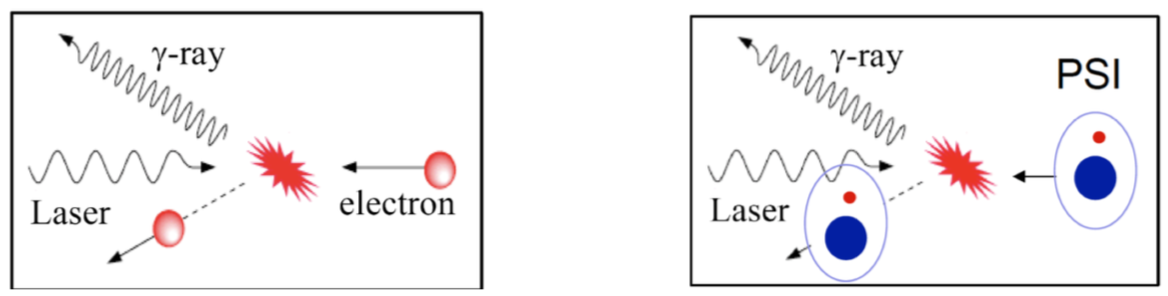 γ-ray
Laser
electron
γ-ray
PSI
Laser